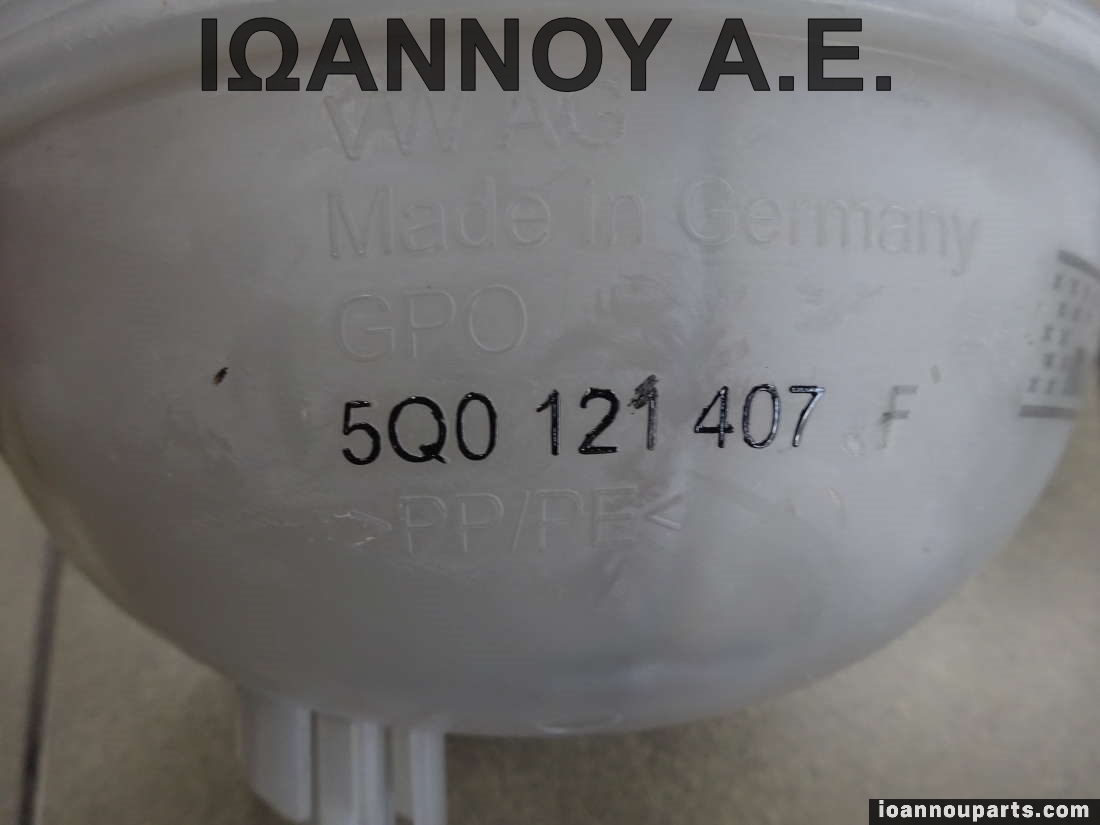 ΙΩΑΝΝΟΥ Α.Ε.
VW AG
Made in Germany
GPO
5Q0 121 407 F
>PP/PE<
ioannouparts.com